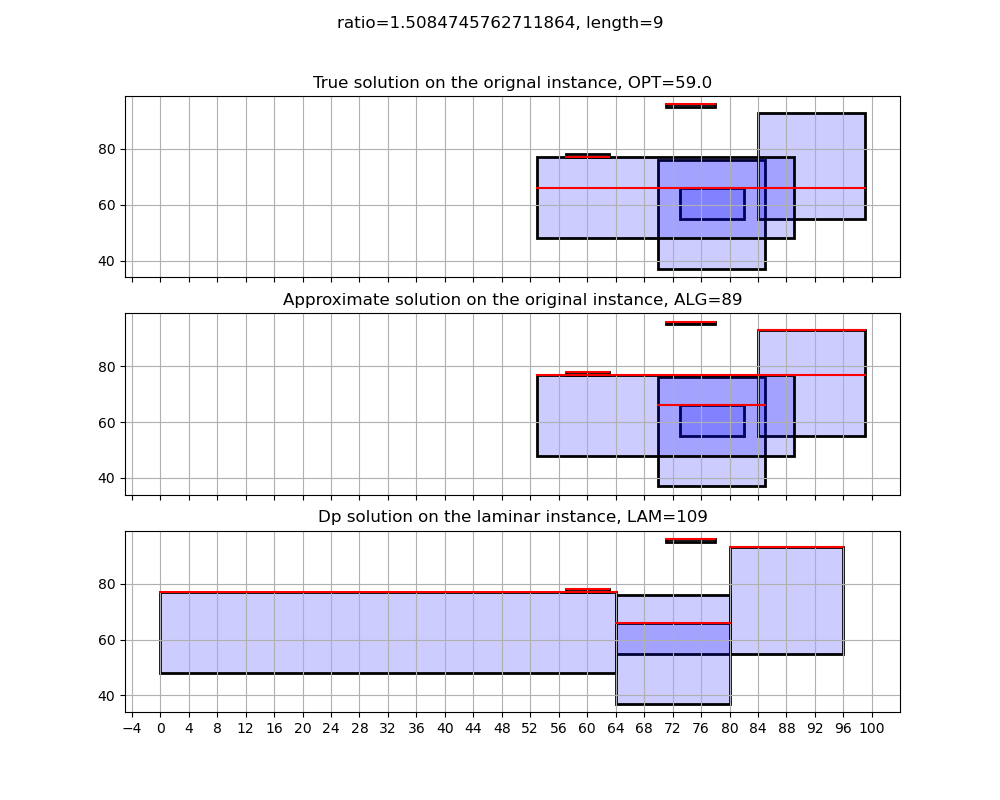 ratio=1.5084745762711864, length=9
True solution on the orignal instance, OPT=59.0
80
60
40
Approximate solution on the original instance, ALG=89
80
60
40
Dp solution on the laminar instance, LAM=109
80
60
40
−4 0 4 8 12 16 20 24 28 32 36 40 44 48 52 56 60 64 68 72 76 80 84 88 92 96 100